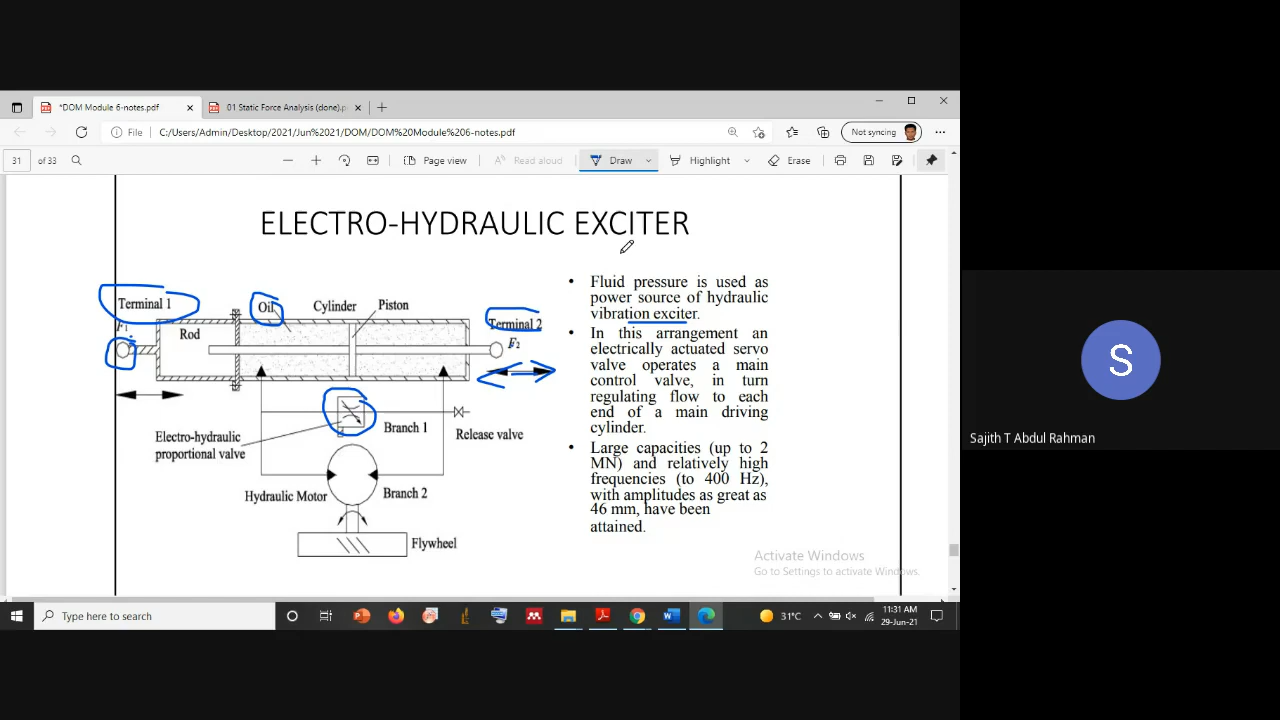 *DOM Module 6-notes.pdf
01 Static Force Analysis (done).p
File
C:/Users/Admin/Desktop/2021/Jun%2021/DOM/DOM%20Module%206-notes.pdf
Not syncing
31 of 33
Page view
Read aloud
Draw
Highlight
Erase
ELECTRO-HYDRAULIC EXCITER
Terminal 1
F1
Rod
Oil
Cylinder
Piston
Terminal 2
F2
Electro-hydraulic
proportional valve
Branch 1
Release valve
Hydraulic Motor
Branch 2
Flywheel
• Fluid pressure is used as
power source of hydraulic
vibration exciter.
• In this arrangement an
electrically actuated servo
valve operates a main
control valve, in turn
regulating flow to each
end of a main driving
cylinder.
• Large capacities (up to 2
MN) and relatively high
frequencies (to 400 Hz),
with amplitudes as great as
46 mm, have been
attained.
Activate Windows
Go to Settings to activate Windows.
Type here to search
31°C
11:31 AM
29-Jun-21
S
Sajith T Abdul Rahman